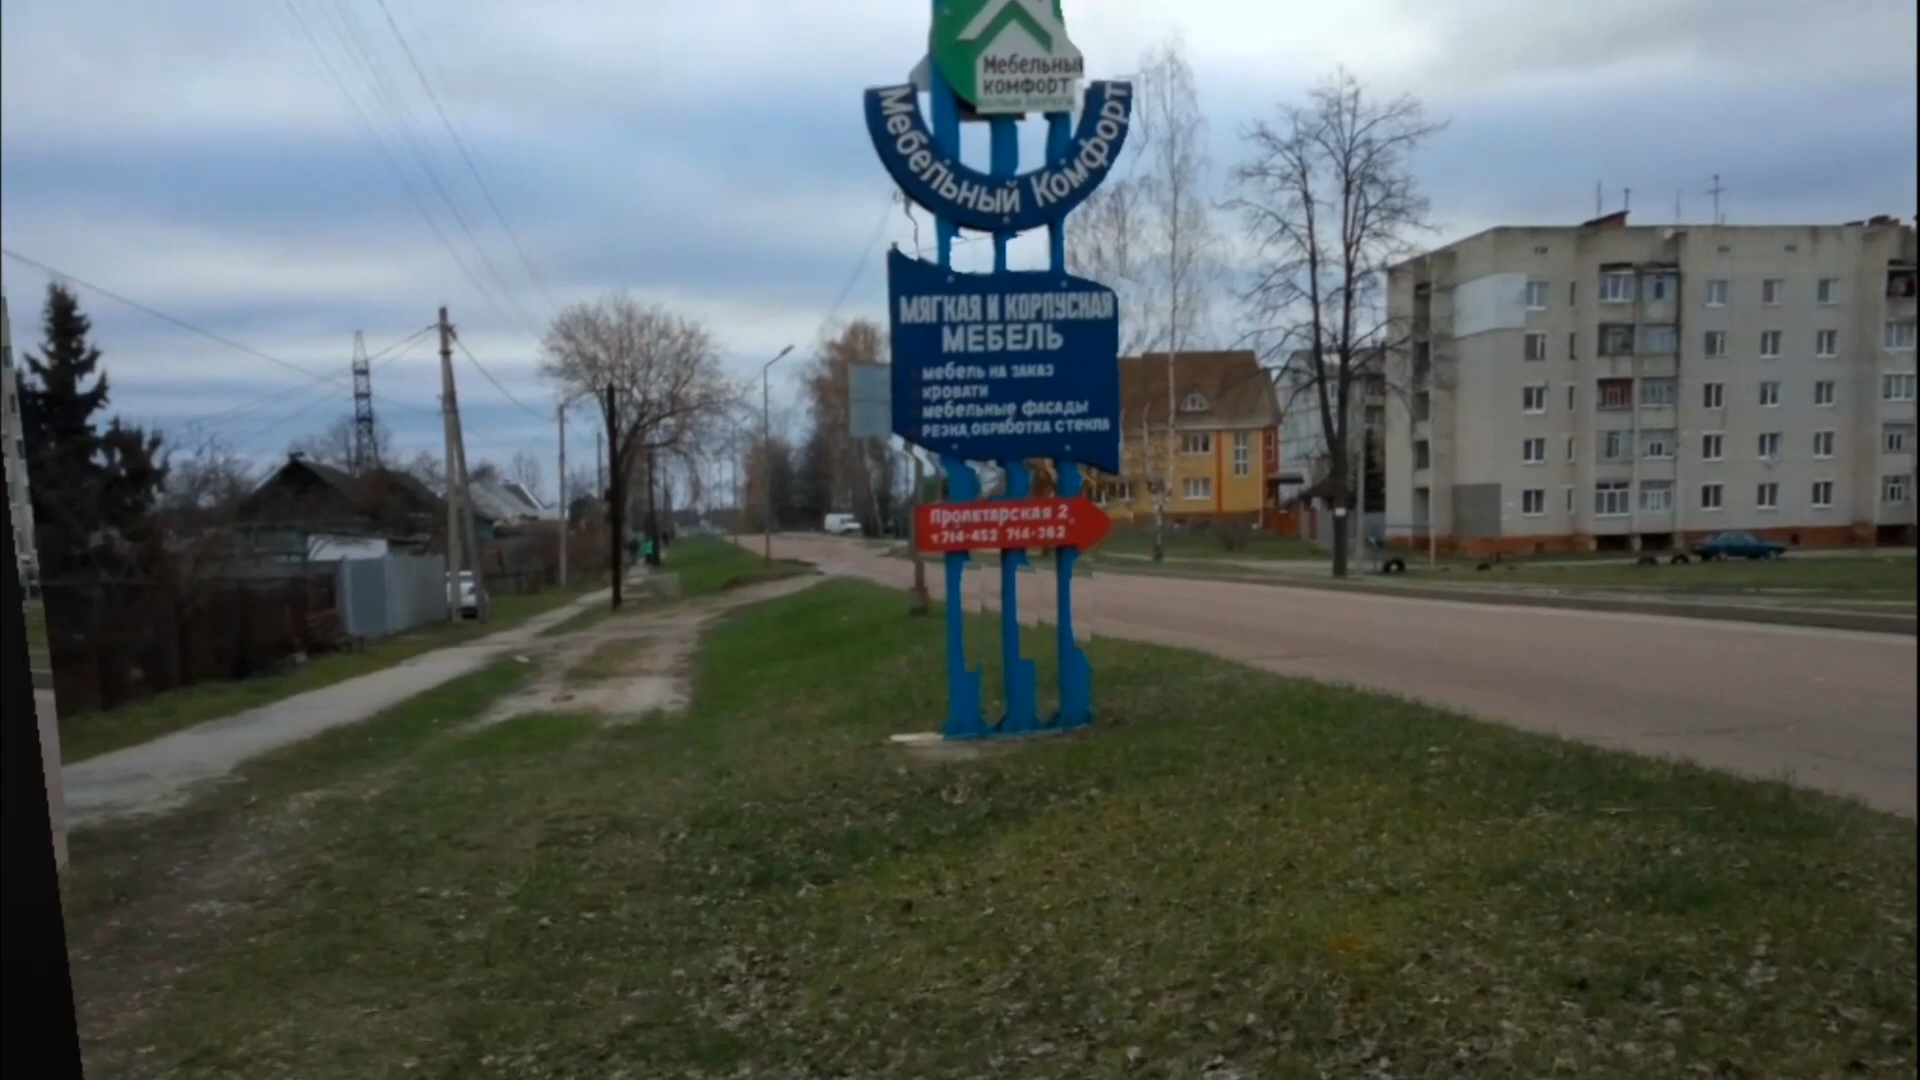 Мебельный
комфорт
Мебельный Комфорт
МЯГКАЯ И КОРПУСНАЯ
МЕБЕЛЬ
мебель на заказ
кровати
мебельные фасады
резка, обработка стекла
Пролетарская 2
т 714-452 714-362